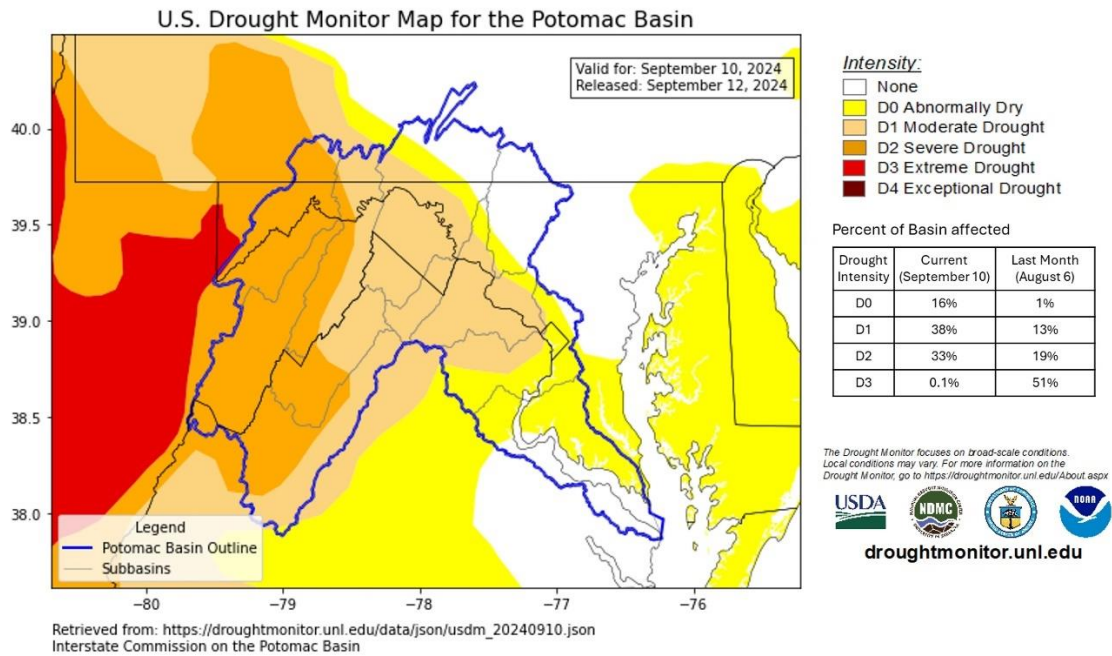 U.S. Drought Monitor Map for the Potomac Basin
Valid for: September 10, 2024
Released: September 12, 2024
40.0
39.5
39.0
38.5
38.0
−80
−79
−78
−77
−76
Legend
Potomac Basin Outline
Subbasins
Retrieved from: https://droughtmonitor.unl.edu/data/json/usdm_20240910.json
Interstate Commission on the Potomac Basin
Intensity:
None
D0 Abnormally Dry
D1 Moderate Drought
D2 Severe Drought
D3 Extreme Drought
D4 Exceptional Drought
Percent of Basin affected
Drought Intensity Current (September 10) Last Month (August 6)
D0 16% 1%
D1 38% 13%
D2 33% 19%
D3 0.1% 51%
The Drought Monitor focuses on broad-scale conditions.
Local conditions may vary. For more information on the
Drought Monitor, go to https://droughtmonitor.unl.edu/About.aspx
USDA
NDMC
NOAA
droughtmonitor.unl.edu